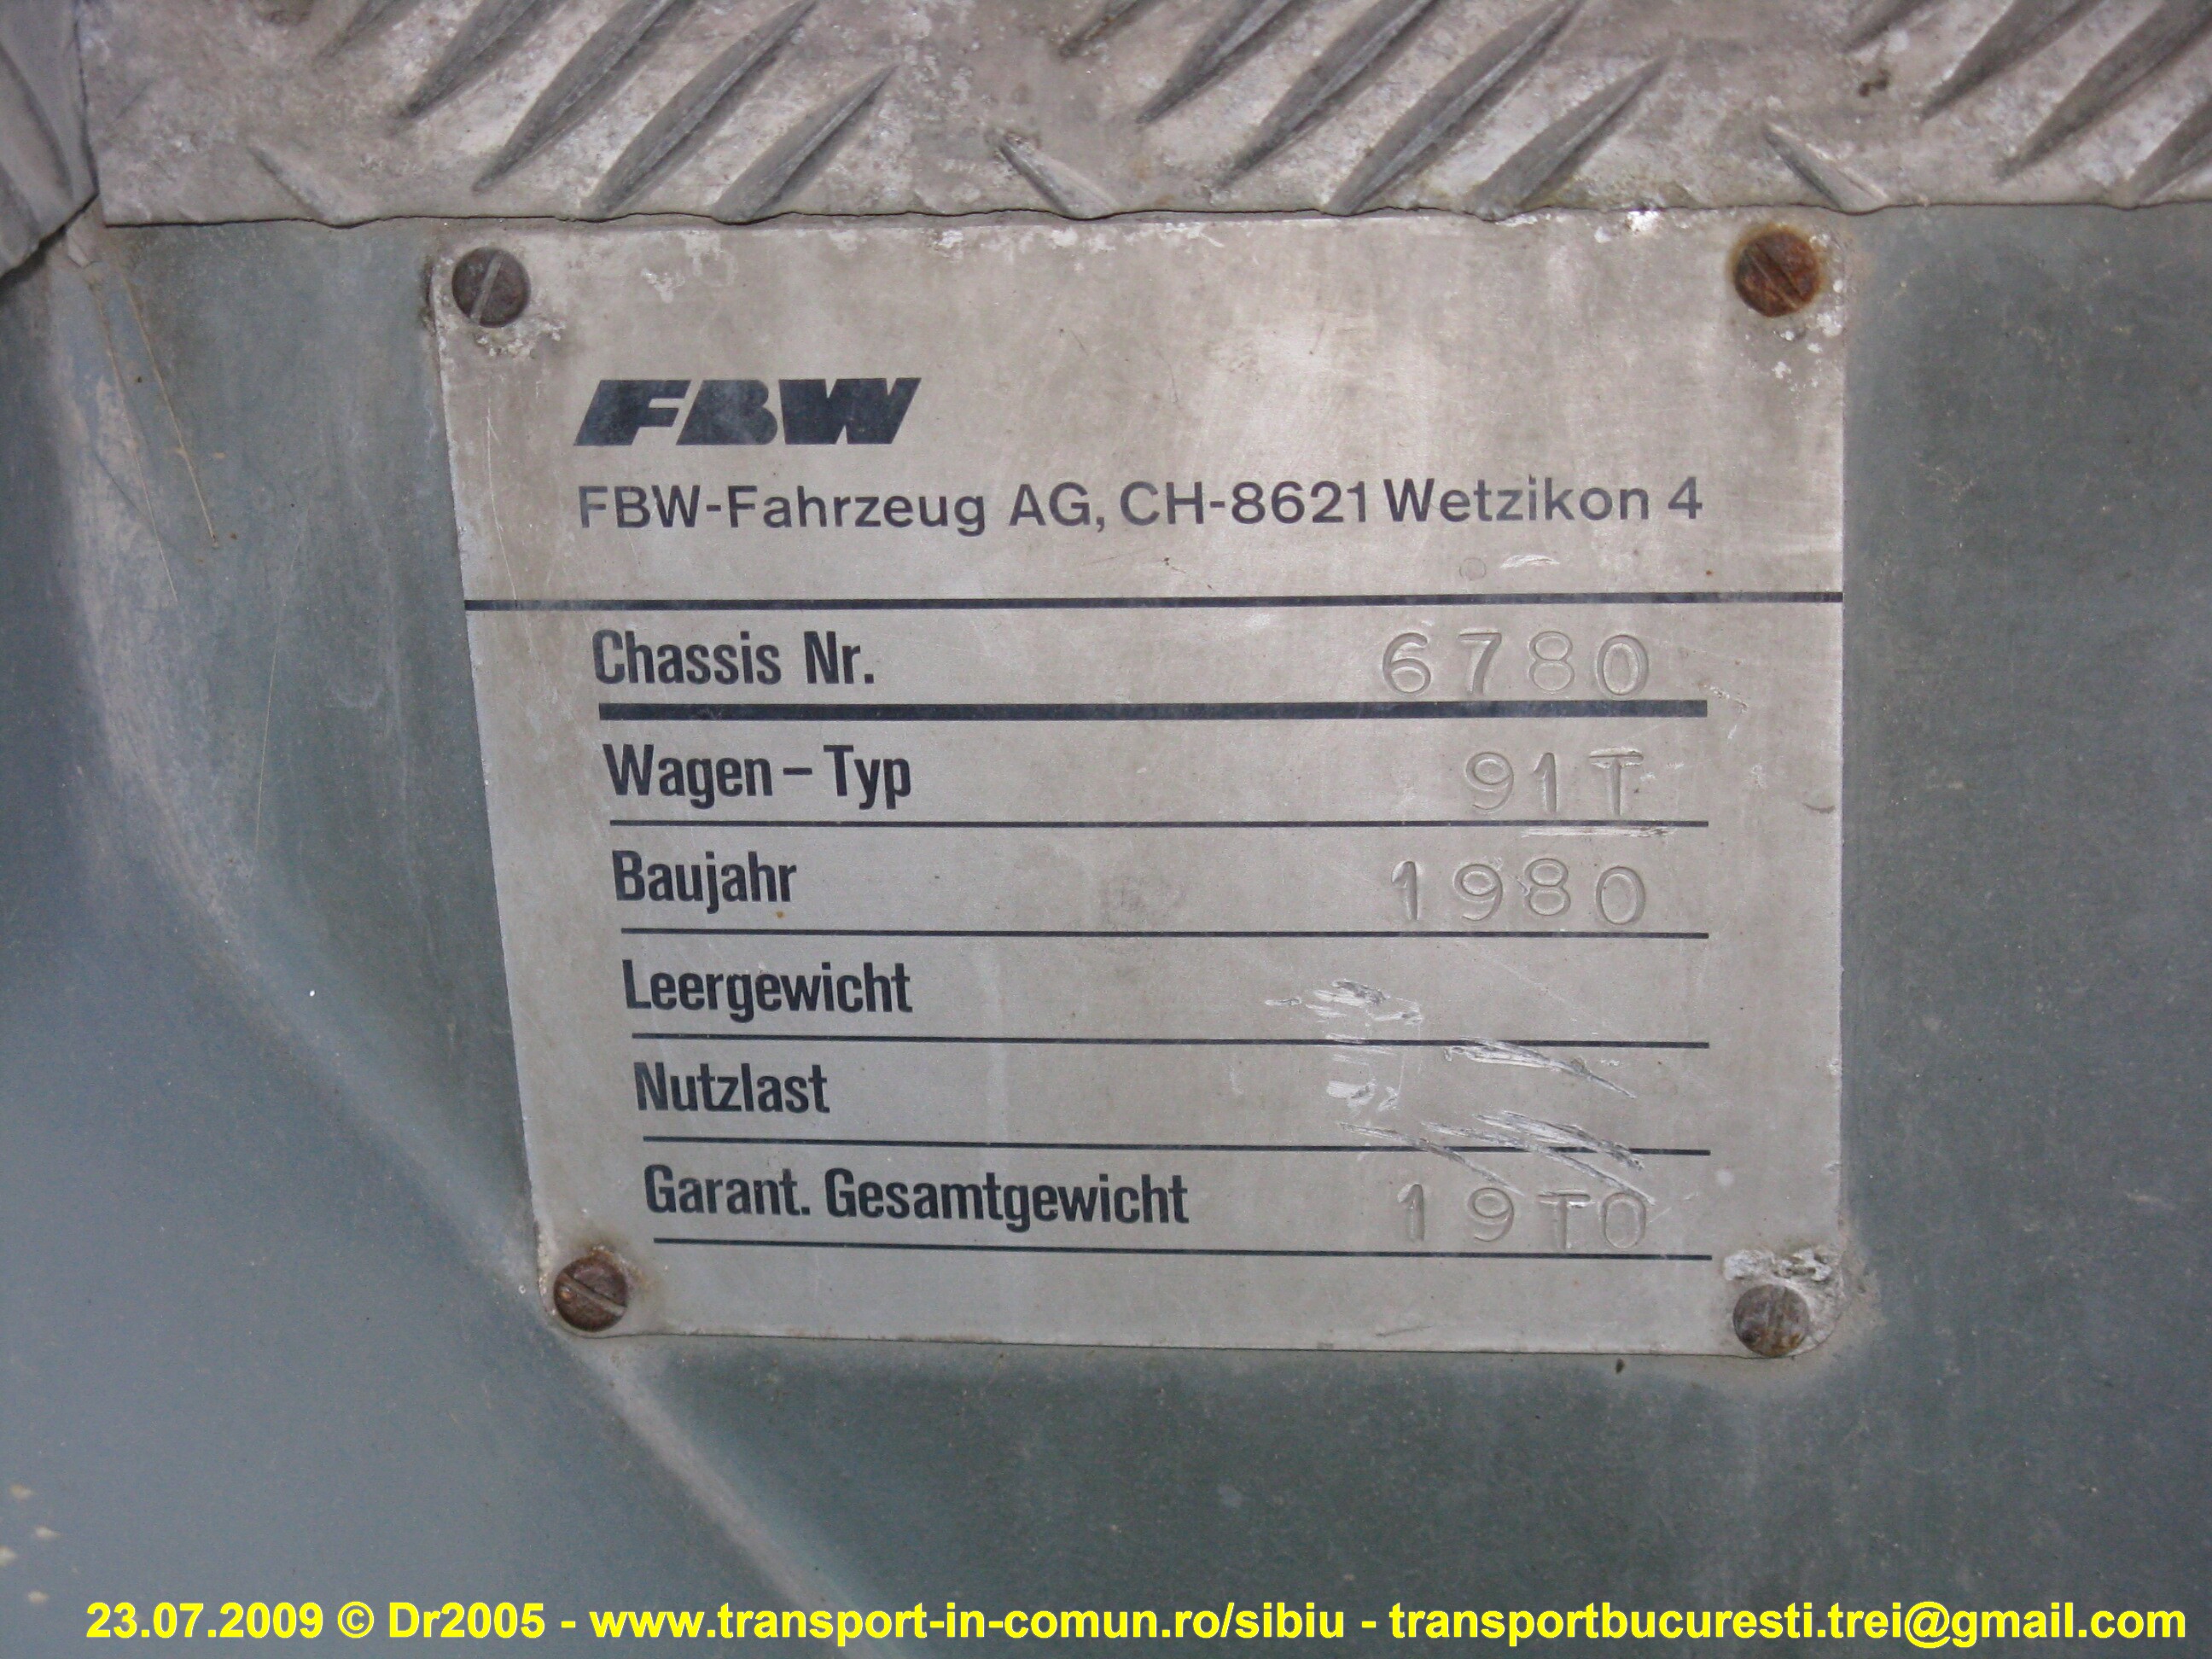 FBW
FBW-Fahrzeug AG, CH-8621 Wetzikon 4
Chassis Nr. 6780
Wagen - Typ 91T
Baujahr 1980
Leergewicht
Nutzlast
Garant. Gesamtgewicht 19TO
23.07.2009 © Dr2005 - www.transport-in-comun.ro/sibiu - transportbucuresti.trei@gmail.com